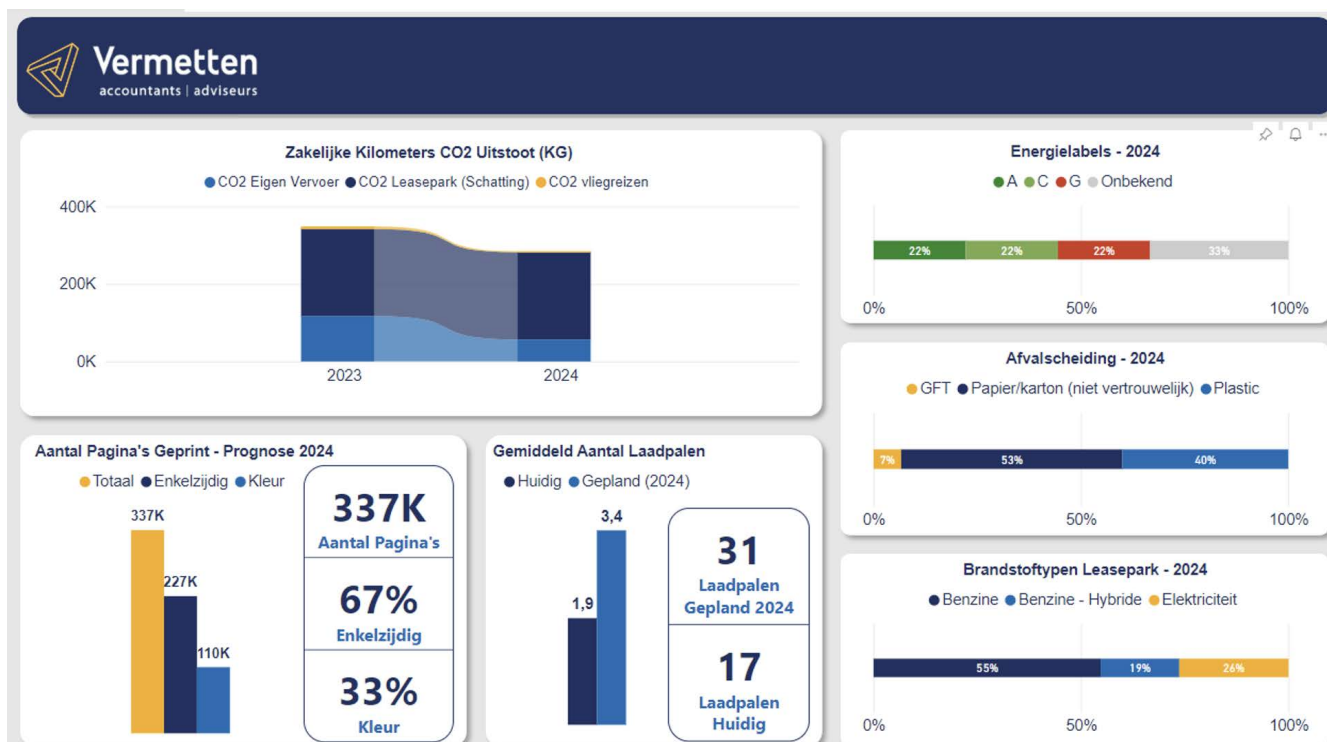 Vermetten
accountants | adviseurs
Zakelijke Kilometers CO2 Uitstoot (KG)
CO2 Eigen Vervoer CO2 Leasepark (Schatting) CO2 vliegreizen
400K
200K
0K
2023 2024
Energielabels - 2024
A C G Onbekend
22% 22% 22% 33%
0% 50% 100%
Afvalscheiding - 2024
GFT Papier/karton (niet vertrouwelijk) Plastic
7% 53% 40%
0% 50% 100%
Aantal Pagina's Geprint - Prognose 2024
Totaal Enkelzijdig Kleur
337K
227K
110K
337K
Aantal Pagina's
67%
Enkelzijdig
33%
Kleur
Gemiddeld Aantal Laadpalen
Huidig Gepland (2024)
3,4
1,9
31
Laadpalen
Gepland 2024
17
Laadpalen
Huidig
Brandstoftypen Leasepark - 2024
Benzine Benzine - Hybride Elektriciteit
55% 19% 26%
0% 50% 100%